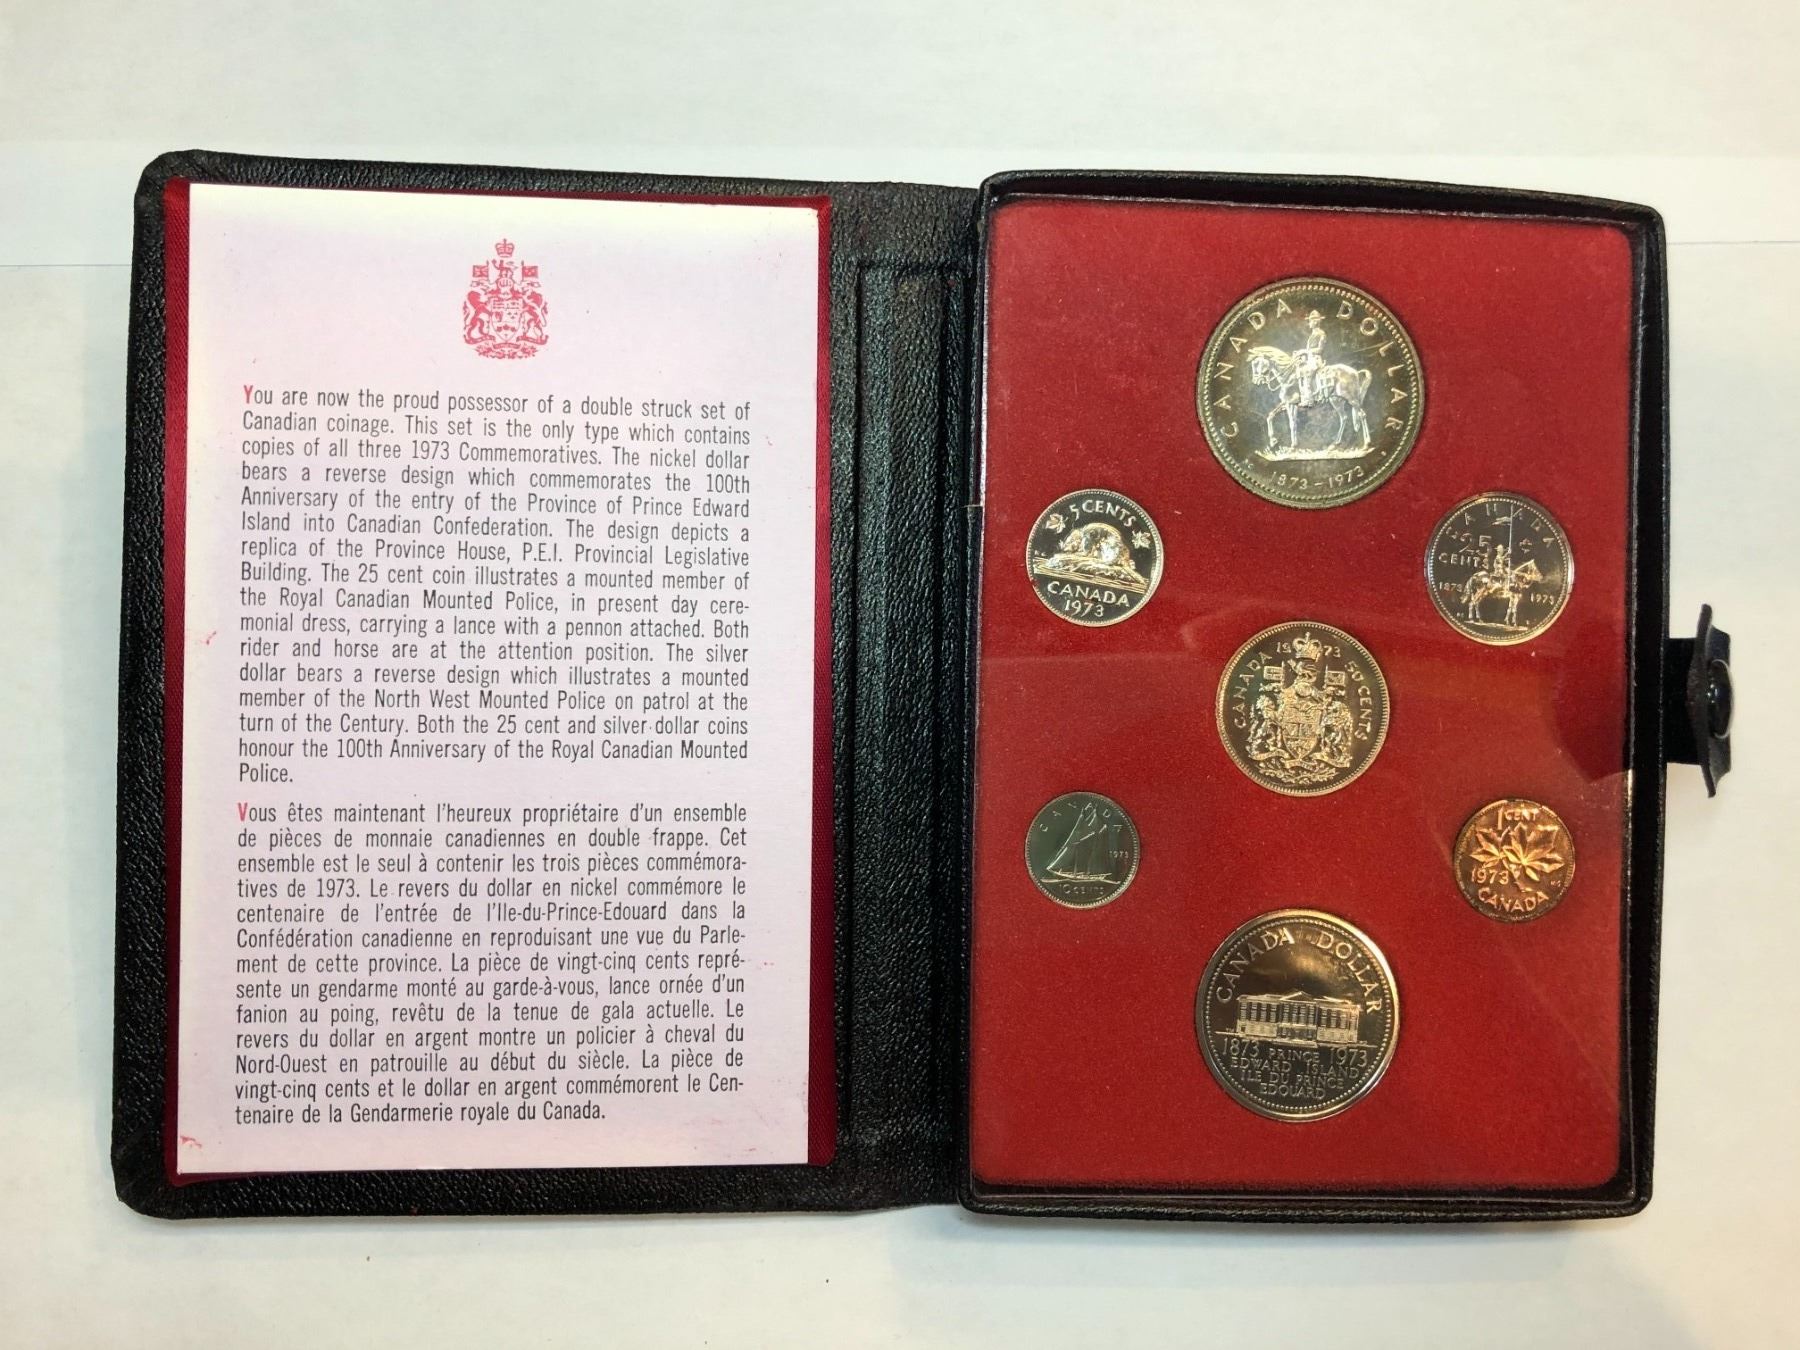 You are now the proud possessor of a double struck set of
Canadian coinage. This set is the only type which contains
copies of all three 1973 Commemoratives. The nickel dollar
bears a reverse design which commemorates the 100th
Anniversary of the entry of the Province of Prince Edward
Island into Canadian Confederation. The design depicts a
replica of the Province House, P.E.I. Provincial Legislative
Building. The 25 cent coin illustrates a mounted member of
the Royal Canadian Mounted Police, in present day cere-
monial dress, carrying a lance with a pennon attached. Both
rider and horse are at the attention position. The silver
dollar bears a reverse design which illustrates a mounted
member of the North West Mounted Police on patrol at the
turn of the Century. Both the 25 cent and silver dollar coins
honour the 100th Anniversary of the Royal Canadian Mounted
Police.
Vous êtes maintenant l'heureux propriétaire d'un ensemble
de pièces de monnaie canadiennes en double frappe. Cet
ensemble est le seul à contenir les trois pièces commémora-
tives de 1973. Le revers du dollar en nickel commémore le
centenaire de l'entrée de l'Ile-du-Prince-Edouard dans la
Confédération canadienne en reproduisant une vue du Parle-
ment de cette province. La pièce de vingt-cinq cents repré-
sente un gendarme monté au garde-à-vous, lance ornée d'un
fanion au poing, revêtu de la tenue de gala actuelle. Le
revers du dollar en argent montre un policier à cheval du
Nord-Ouest en patrouille au début du siècle. La pièce de
vingt-cinq cents et le dollar en argent commémorent le Cen-
tenaire de la Gendarmerie royale du Canada.
CANADA DOLLAR
1873-1973
5 CENTS
CANADA
1973
CANADA
25
CENTS
1873 1973
1973
CANADA 50 CENTS
CANADA
1973
10 CENTS
1 CENT
1973
CANADA
CANADA DOLLAR
1873 PRINCE 1973
EDWARD ISLAND
ILE DU PRINCE
EDOUARD